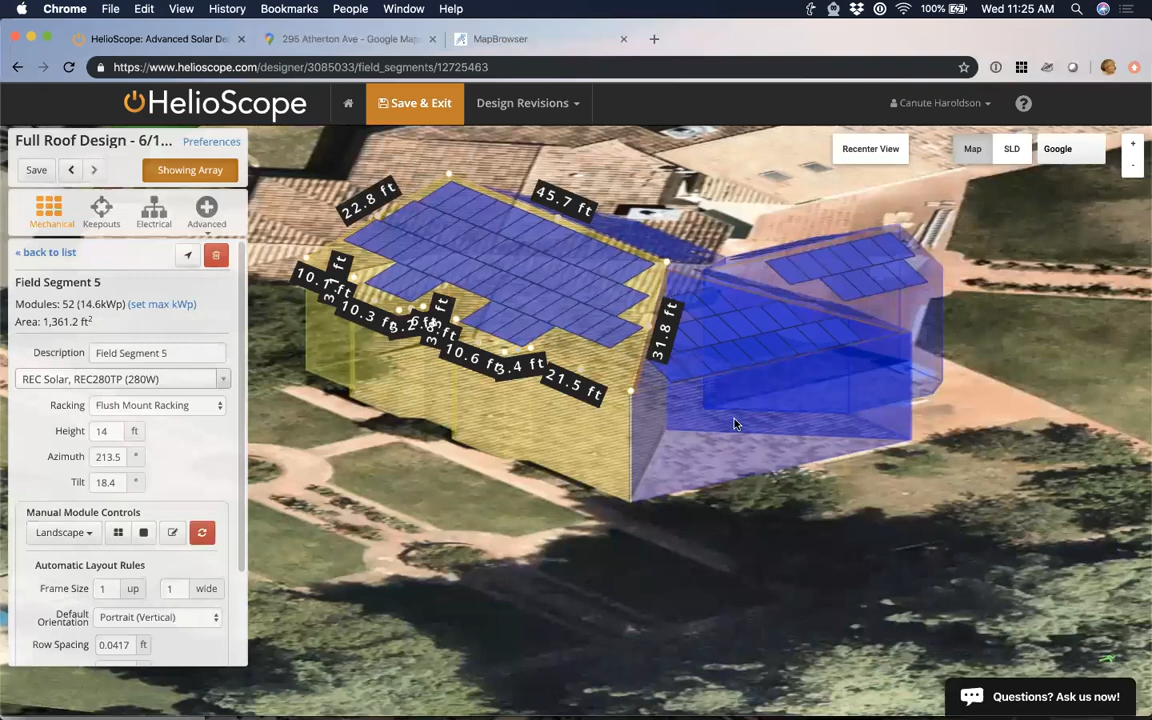 Chrome File Edit View History Bookmarks People Window Help 100% Wed 11:25 AM
HelioScope: Advanced Solar De × 295 Atherton Ave - Google Map × MapBrowser × +
https://www.helioscope.com/designer/3085033/field_segments/12725463
HelioScope Save & Exit Design Revisions Canute Haroldson ?
Full Roof Design - 6/1... Preferences
Recenter View Map SLD Google + -
Save Showing Array
Mechanical Keepouts Electrical Advanced
« back to list
Field Segment 5
Modules: 52 (14.6kWp) (set max kWp)
Area: 1,361.2 ft²
Description Field Segment 5
REC Solar, REC280TP (280W)
Racking Flush Mount Racking
Height 14 ft
Azimuth 213.5 °
Tilt 18.4 °
Manual Module Controls
Landscape
Automatic Layout Rules
Frame Size 1 up 1 wide
Default Orientation Portrait (Vertical)
Row Spacing 0.0417 ft
22.8 ft
45.7 ft
10.3 ft
10.6 ft
3.4 ft
21.5 ft
31.8 ft
Questions? Ask us now!